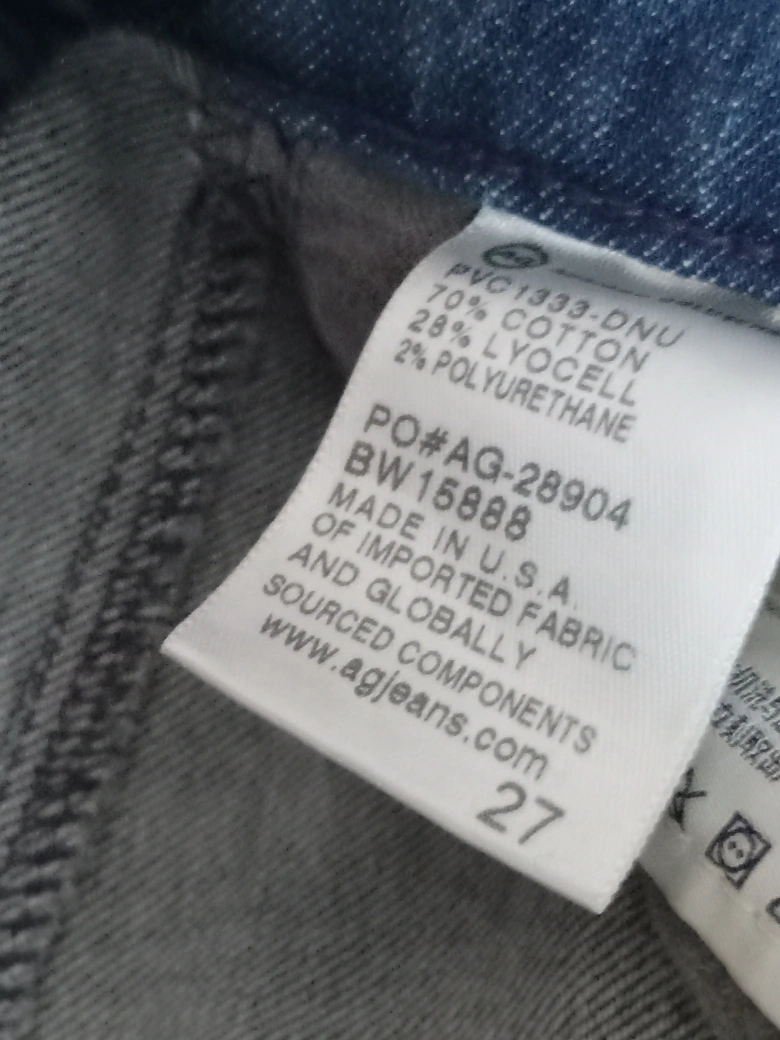 PVC1333-DNU
70% COTTON
28% LYOCELL
2% POLYURETHANE
PO#AG-28904
BW15888
MADE IN U.S.A.
OF IMPORTED FABRIC
AND GLOBALLY
SOURCED COMPONENTS
www.agjeans.com
27